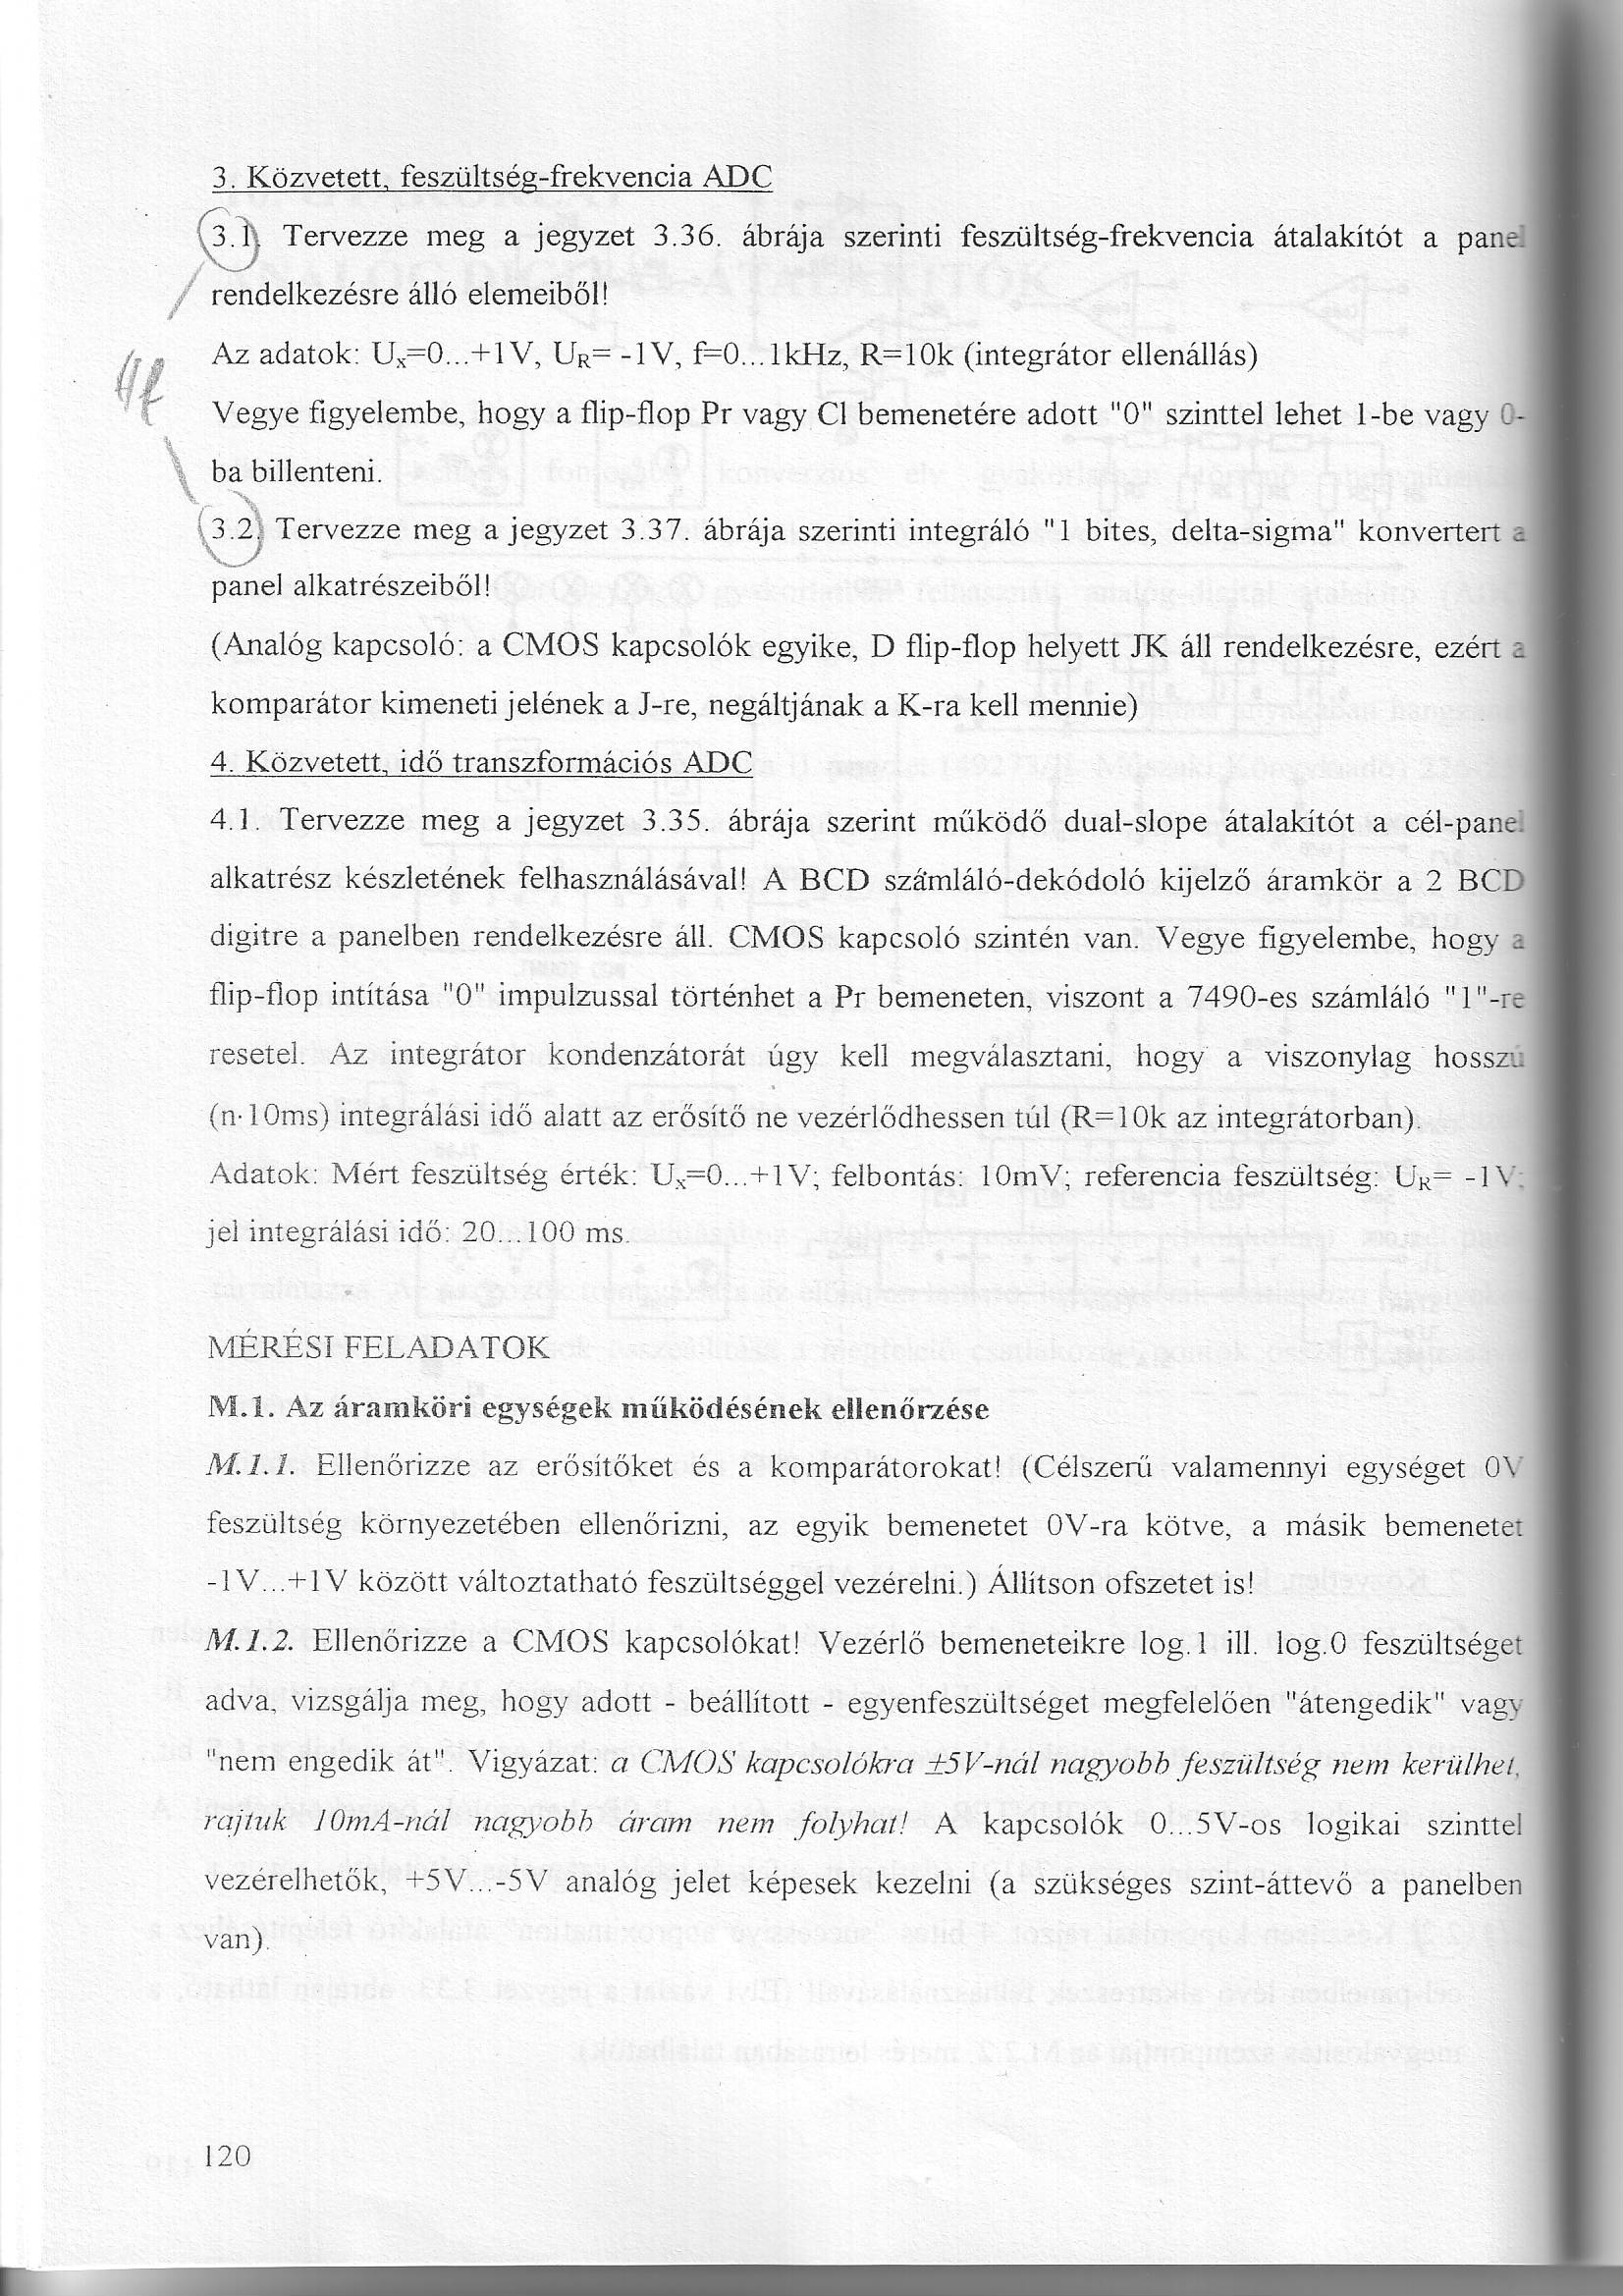 3. Közvetett, feszültség-frekvencia ADC
3.1. Tervezze meg a jegyzet 3.36. ábrája szerinti feszültség-frekvencia átalakítót a panel
rendelkezésre álló elemeiből!
Az adatok: Ux=0...+1V, UR= -1V, f=0...1kHz, R=10k (integrátor ellenállás)
Hf
Vegye figyelembe, hogy a flip-flop Pr vagy Cl bemenetére adott "0" szinttel lehet 1-be vagy 0-
ba billenteni.
3.2. Tervezze meg a jegyzet 3.37. ábrája szerinti integráló "1 bites, delta-sigma" konvertert a
panel alkatrészeiből!
(Analóg kapcsoló: a CMOS kapcsolók egyike, D flip-flop helyett JK áll rendelkezésre, ezért a
komparátor kimeneti jelének a J-re, negáltjának a K-ra kell mennie)
4. Közvetett, idő transzformációs ADC
4.1. Tervezze meg a jegyzet 3.35. ábrája szerint működő dual-slope átalakítót a cél-panel
alkatrész készletének felhasználásával! A BCD számláló-dekódoló kijelző áramkör a 2 BCD
digitre a panelben rendelkezésre áll. CMOS kapcsoló szintén van. Vegye figyelembe, hogy a
flip-flop intítása "0" impulzussal történhet a Pr bemeneten, viszont a 7490-es számláló "1"-re
resetel. Az integrátor kondenzátorát úgy kell megválasztani, hogy a viszonylag hosszú
(n·10ms) integrálási idő alatt az erősítő ne vezérlődhessen túl (R=10k az integrátorban).
Adatok: Mért feszültség érték: Ux=0...+1V; felbontás: 10mV; referencia feszültség: UR= -1V;
jel integrálási idő: 20...100 ms.
MÉRÉSI FELADATOK
M.1. Az áramköri egységek működésének ellenőrzése
M.1.1. Ellenőrizze az erősítőket és a komparátorokat! (Célszerű valamennyi egységet 0V
feszültség környezetében ellenőrizni, az egyik bemenetet 0V-ra kötve, a másik bemenetet
-1V...+1V között változtatható feszültséggel vezérelni.) Állítson ofszetet is!
M.1.2. Ellenőrizze a CMOS kapcsolókat! Vezérlő bemeneteikre log.1 ill. log.0 feszültséget
adva, vizsgálja meg, hogy adott - beállított - egyenfeszültséget megfelelően "átengedik" vagy
"nem engedik át". Vigyázat: a CMOS kapcsolókra ±5V-nál nagyobb feszültség nem kerülhet,
rajtuk 10mA-nál nagyobb áram nem folyhat! A kapcsolók 0...5V-os logikai szinttel
vezérelhetők, +5V...-5V analóg jelet képesek kezelni (a szükséges szint-áttevő a panelben
van).
120